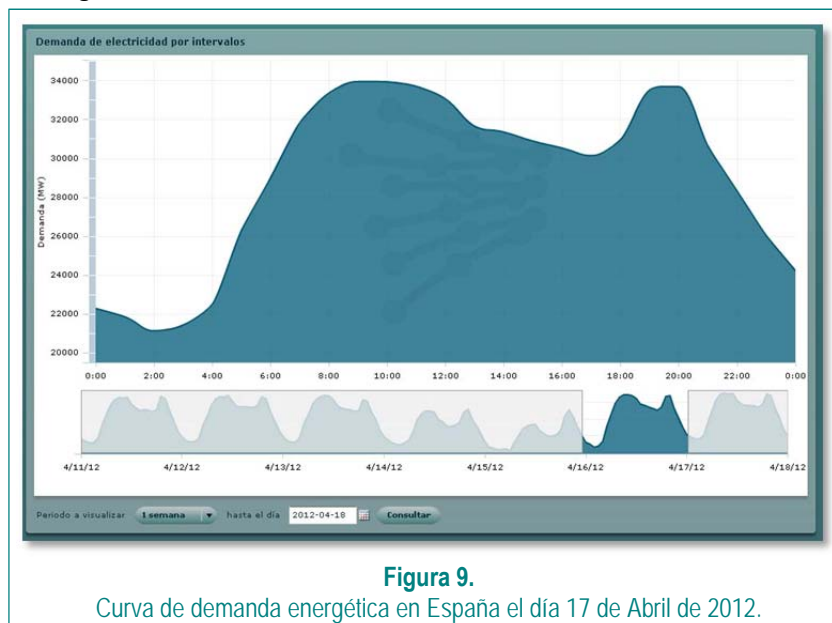 Demanda de electricidad por intervalos
34000
32000
30000
28000
26000
24000
22000
20000
Demanda (MW)
0:00 2:00 4:00 6:00 8:00 10:00 12:00 14:00 16:00 18:00 20:00 22:00 0:00
4/11/12 4/12/12 4/13/12 4/14/12 4/15/12 4/16/12 4/17/12 4/18/12
Periodo a visualizar 1 semana hasta el día 2012-04-18 Consultar
Figura 9.
Curva de demanda energética en España el día 17 de Abril de 2012.